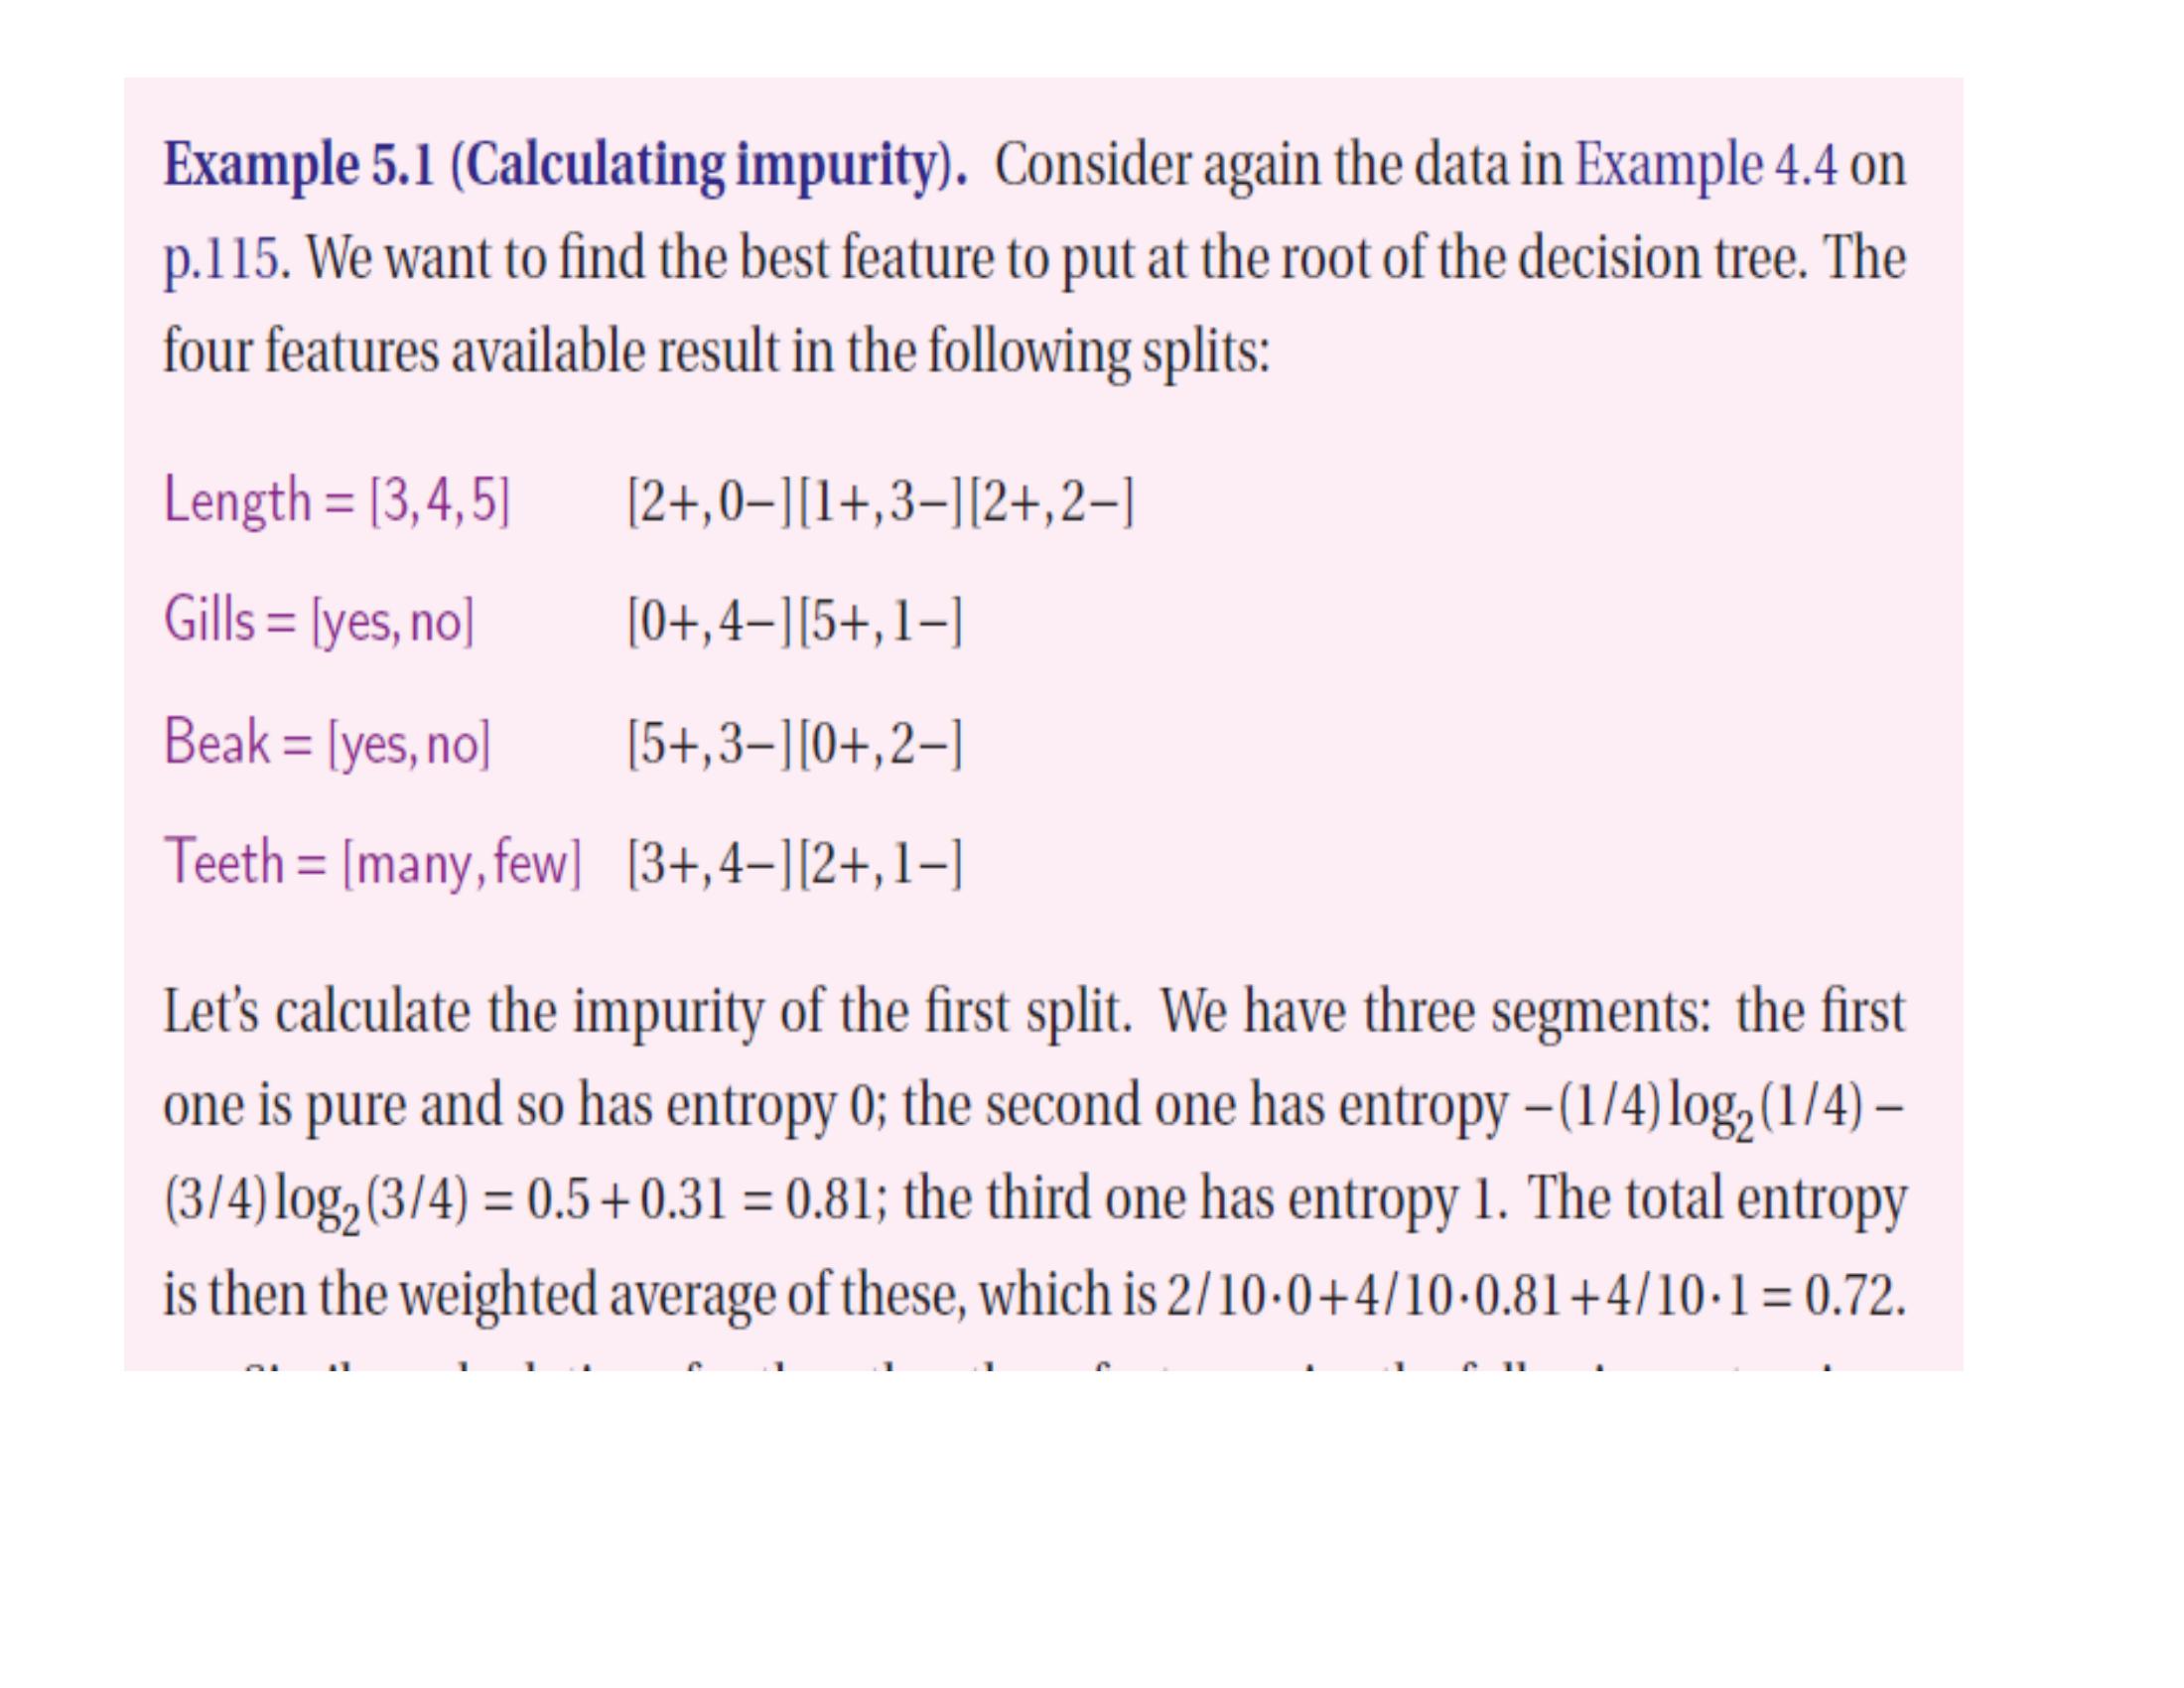 Example 5.1 (Calculating impurity). Consider again the data in Example 4.4 on
p.115. We want to find the best feature to put at the root of the decision tree. The
four features available result in the following splits:
Length = [3,4,5] [2+,0−][1+,3−][2+,2−]
Gills = [yes,no] [0+,4−][5+,1−]
Beak = [yes,no] [5+,3−][0+,2−]
Teeth = [many,few] [3+,4−][2+,1−]
Let’s calculate the impurity of the first split. We have three segments: the first
one is pure and so has entropy 0; the second one has entropy −(1/4)log₂(1/4) −
(3/4)log₂(3/4) = 0.5+0.31 = 0.81; the third one has entropy 1. The total entropy
is then the weighted average of these, which is 2/10·0+4/10·0.81+4/10·1 = 0.72.